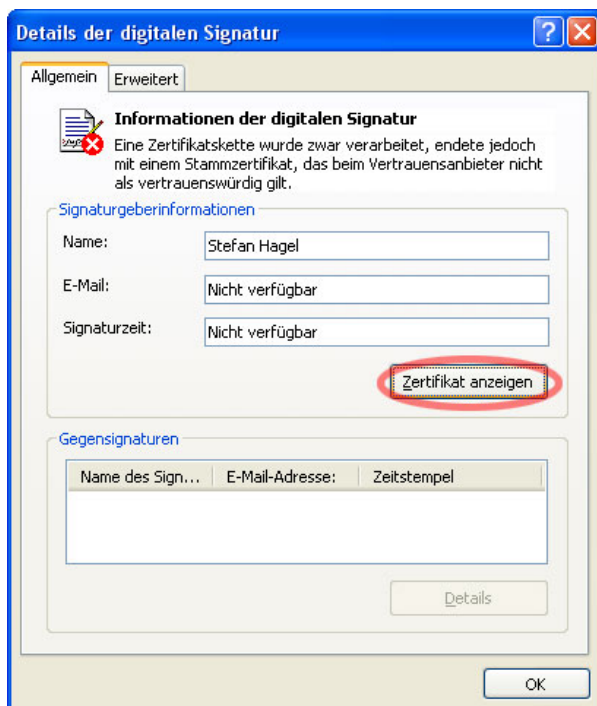 Details der digitalen Signatur
Allgemein Erweitert
Informationen der digitalen Signatur
Eine Zertifikatskette wurde zwar verarbeitet, endete jedoch
mit einem Stammzertifikat, das beim Vertrauensanbieter nicht
als vertrauenswürdig gilt.
Signaturgeberinformationen
Name: Stefan Hagel
E-Mail: Nicht verfügbar
Signaturzeit: Nicht verfügbar
Zertifikat anzeigen
Gegensignaturen
Name des Sign... E-Mail-Adresse: Zeitstempel
Details
OK